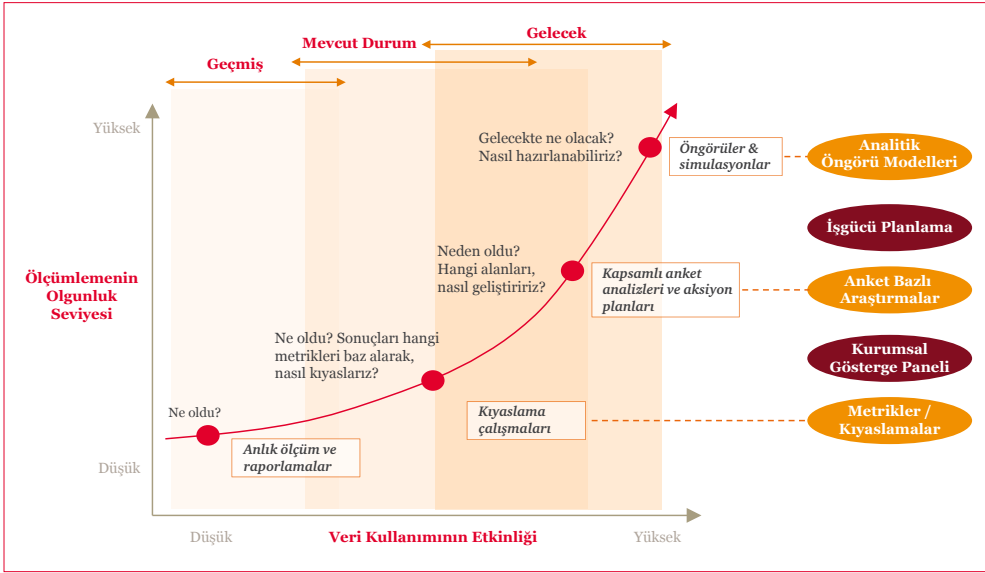 Gelecek
Mevcut Durum
Geçmiş
Yüksek
Gelecekte ne olacak?
Nasıl hazırlanabiliriz?
Öngörüler &
simulasyonlar
Analitik
Öngörü Modelleri
İşgücü Planlama
Neden oldu?
Hangi alanları,
nasıl geliştiririz?
Kapsamlı anket
analizleri ve aksiyon
planları
Anket Bazlı
Araştırmalar
Ölçümlemenin
Olgunluk
Seviyesi
Ne oldu? Sonuçları hangi
metrikleri baz alarak,
nasıl kıyaslarız?
Kurumsal
Gösterge Paneli
Ne oldu?
Kıyaslama
çalışmaları
Metrikler /
Kıyaslamalar
Anlık ölçüm ve
raporlamalar
Düşük
Düşük
Veri Kullanımının Etkinliği
Yüksek